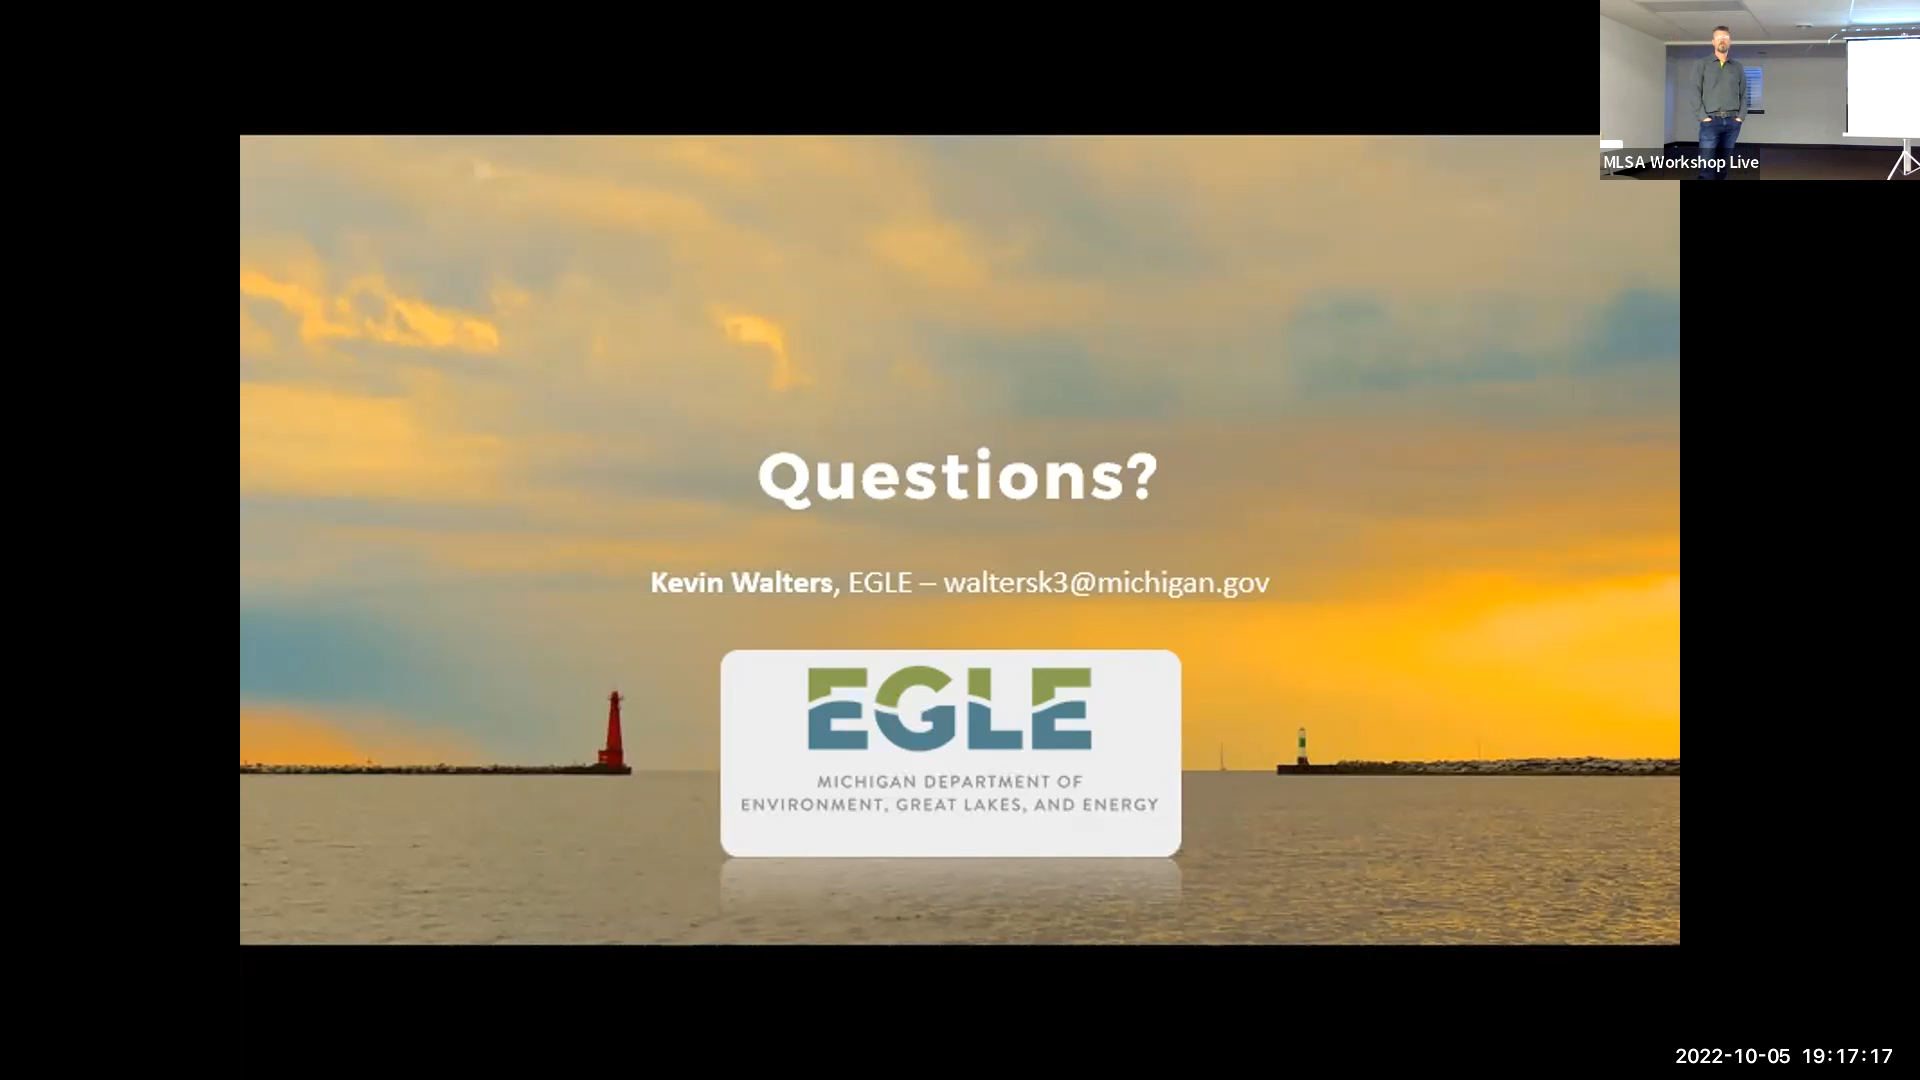 MLSA Workshop Live
Questions?
Kevin Walters, EGLE – waltersk3@michigan.gov
EGLE
MICHIGAN DEPARTMENT OF
ENVIRONMENT, GREAT LAKES, AND ENERGY
2022-10-05 19:17:17